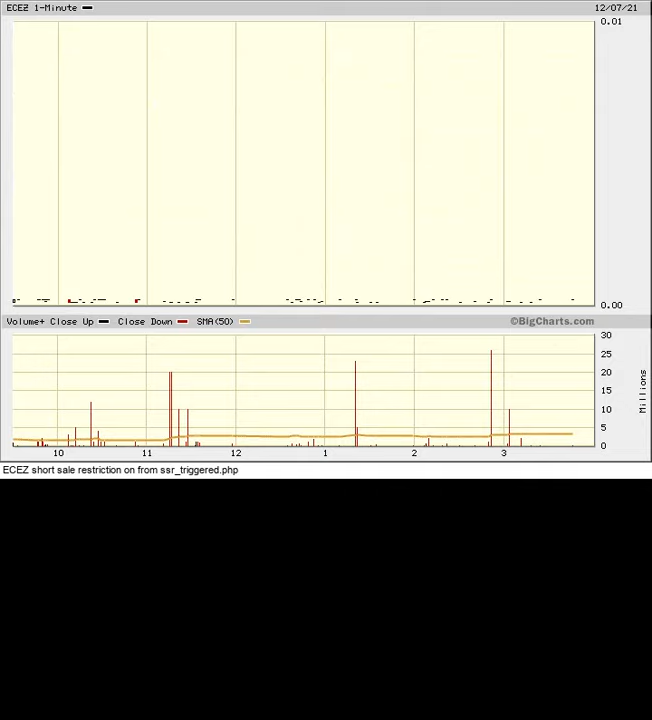 ECEZ 1-Minute 12/07/21
0.01
0.00
Volume+ Close Up Close Down SMA(50) ©BigCharts.com
30
25
20
15
10
5
0
Millions
10 11 12 1 2 3
ECEZ short sale restriction on from ssr_triggered.php